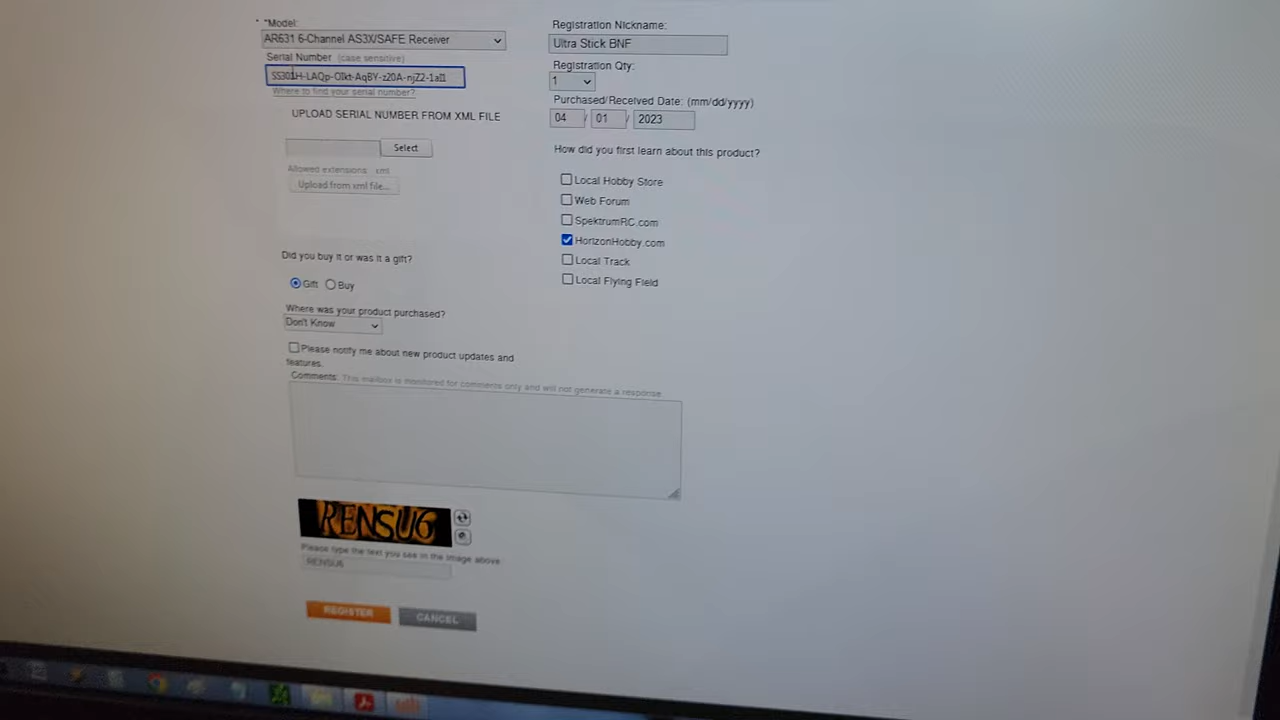 *Model:
AR631 6-Channel AS3X/SAFE Receiver
Serial Number (case sensitive)
Where to find your serial number?
UPLOAD SERIAL NUMBER FROM XML FILE
Select
Allowed extensions xml
Upload from xml file...
Did you buy it or was it a gift?
Gift Buy
Where was your product purchased?
Don't Know
Please notify me about new product updates and
features.
Comments: This mailbox is monitored for comments only and will not generate a response
RENSU6
Please type the text you see in the image above
RENSU6
REGISTER CANCEL
Registration Nickname:
Ultra Stick BNF
Registration Qty:
1
Purchased/Received Date: (mm/dd/yyyy)
04 / 01 / 2023
How did you first learn about this product?
Local Hobby Store
Web Forum
SpektrumRC.com
HorizonHobby.com
Local Track
Local Flying Field